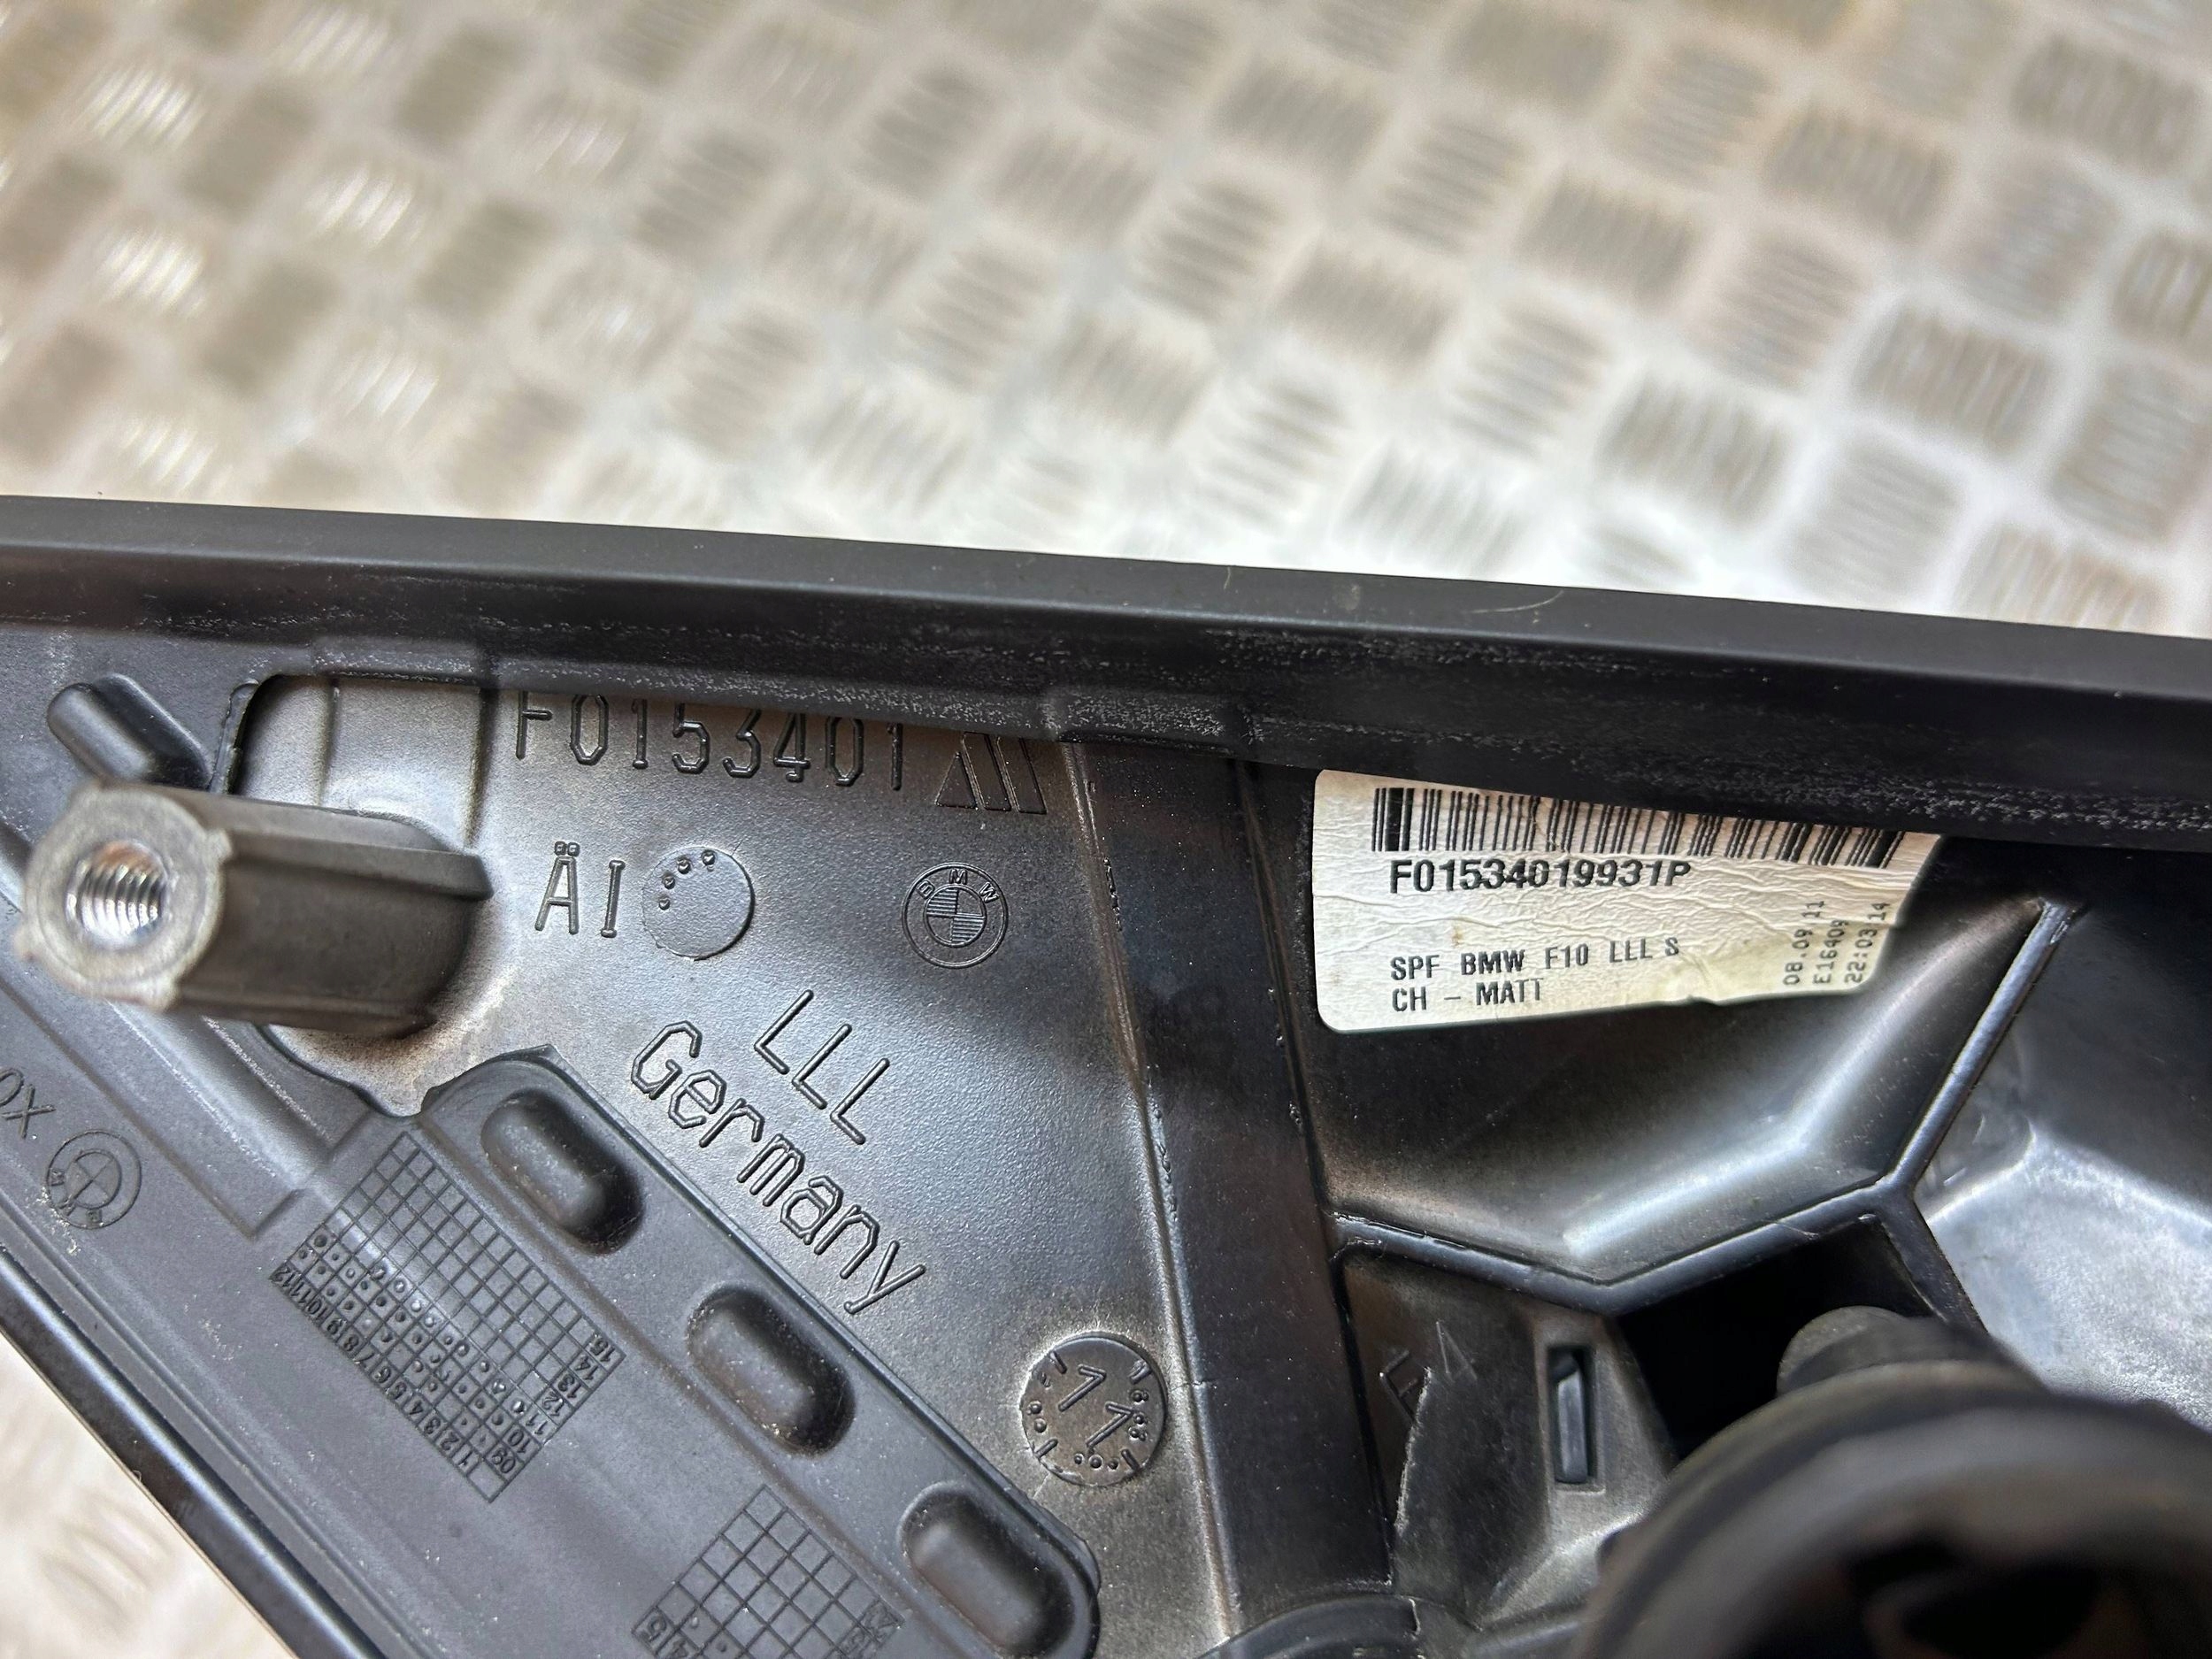 F0153401
ÄI
BMW
LLL
Germany
11
F01534019931P
SPF BMW F10 LLL S
CH - MATT
08.09.11
E16409
22:03:14